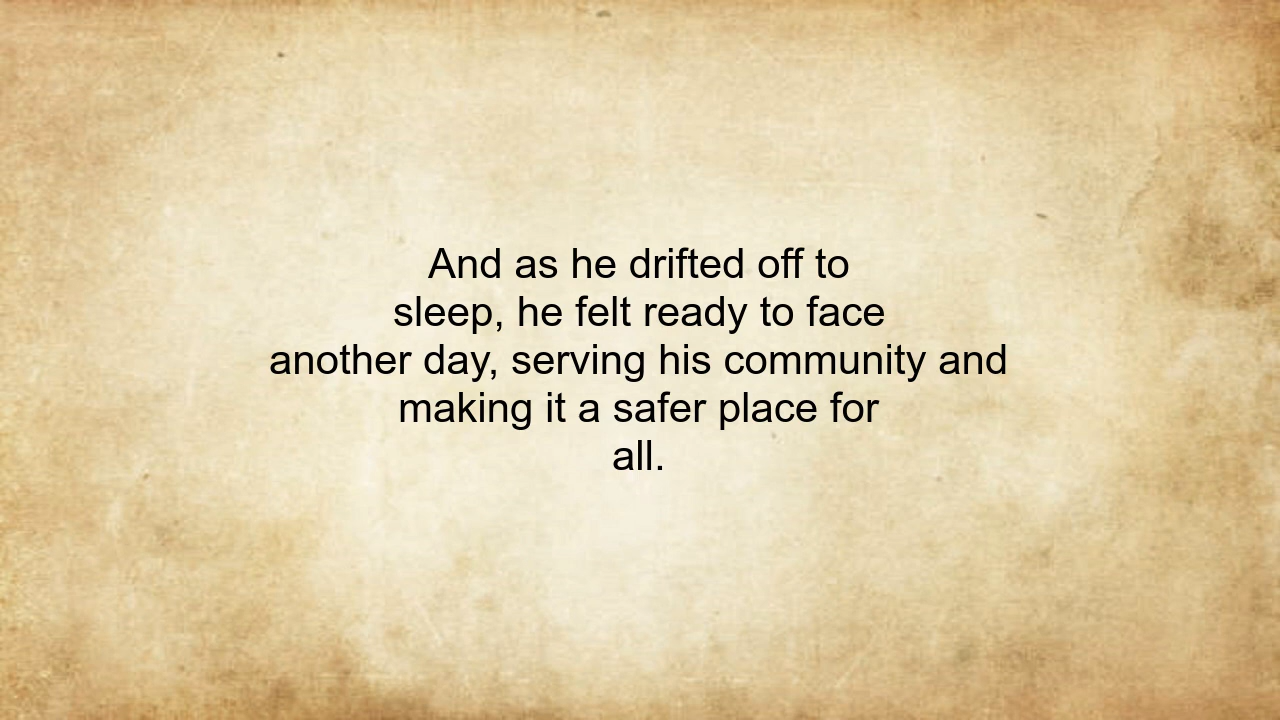 And as he drifted off to
sleep, he felt ready to face
another day, serving his community and
making it a safer place for
all.